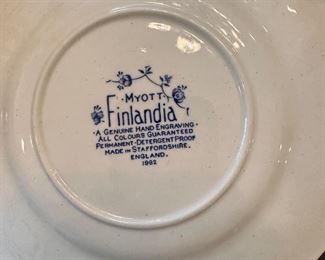 MYOTT
Finlandia
• A GENUINE HAND ENGRAVING •
ALL COLOURS GUARANTEED
PERMANENT - DETERGENT PROOF
MADE IN STAFFORDSHIRE,
ENGLAND.
1982